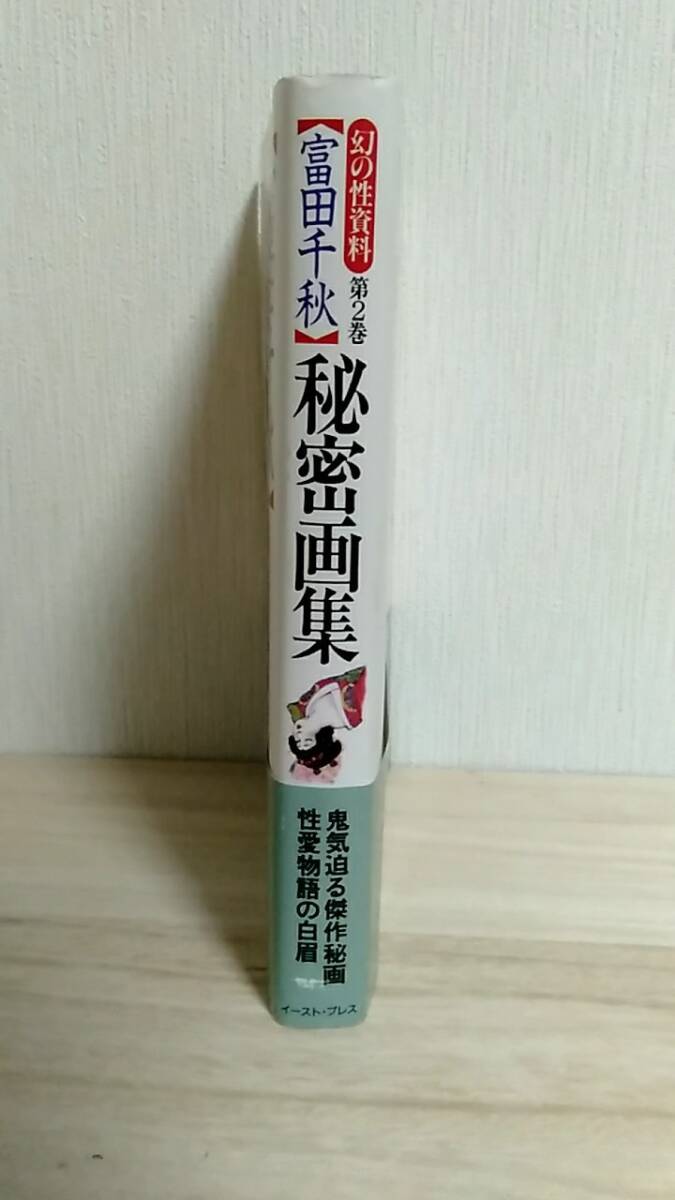 幻の性資料 第2巻
【富田千秋】
秘密画集
鬼気迫る傑作秘画
性愛物語の白眉
イースト・プレス